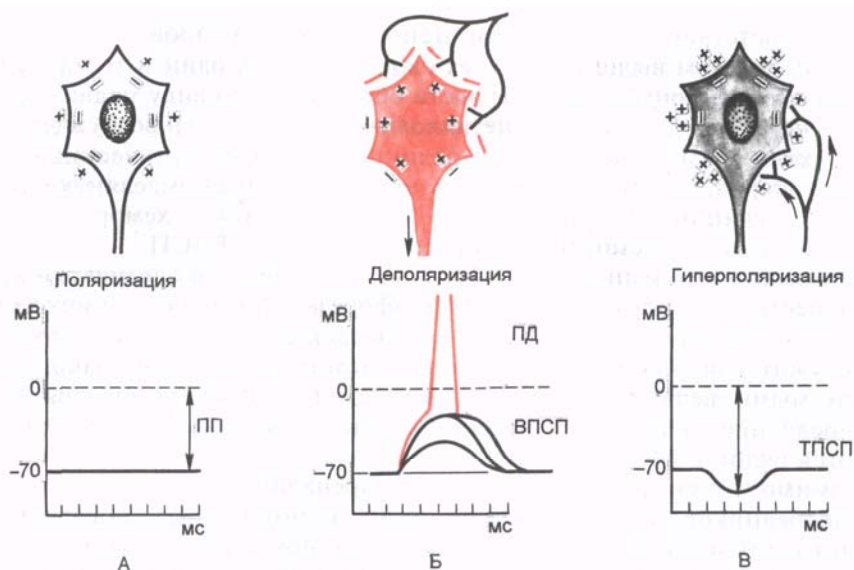 Поляризация
Деполяризация
Гиперполяризация
мВ
0
ПП
–70
мс
А
мВ
ПД
0
ВПСП
–70
мс
Б
мВ
0
ТПСП
–70
мс
В